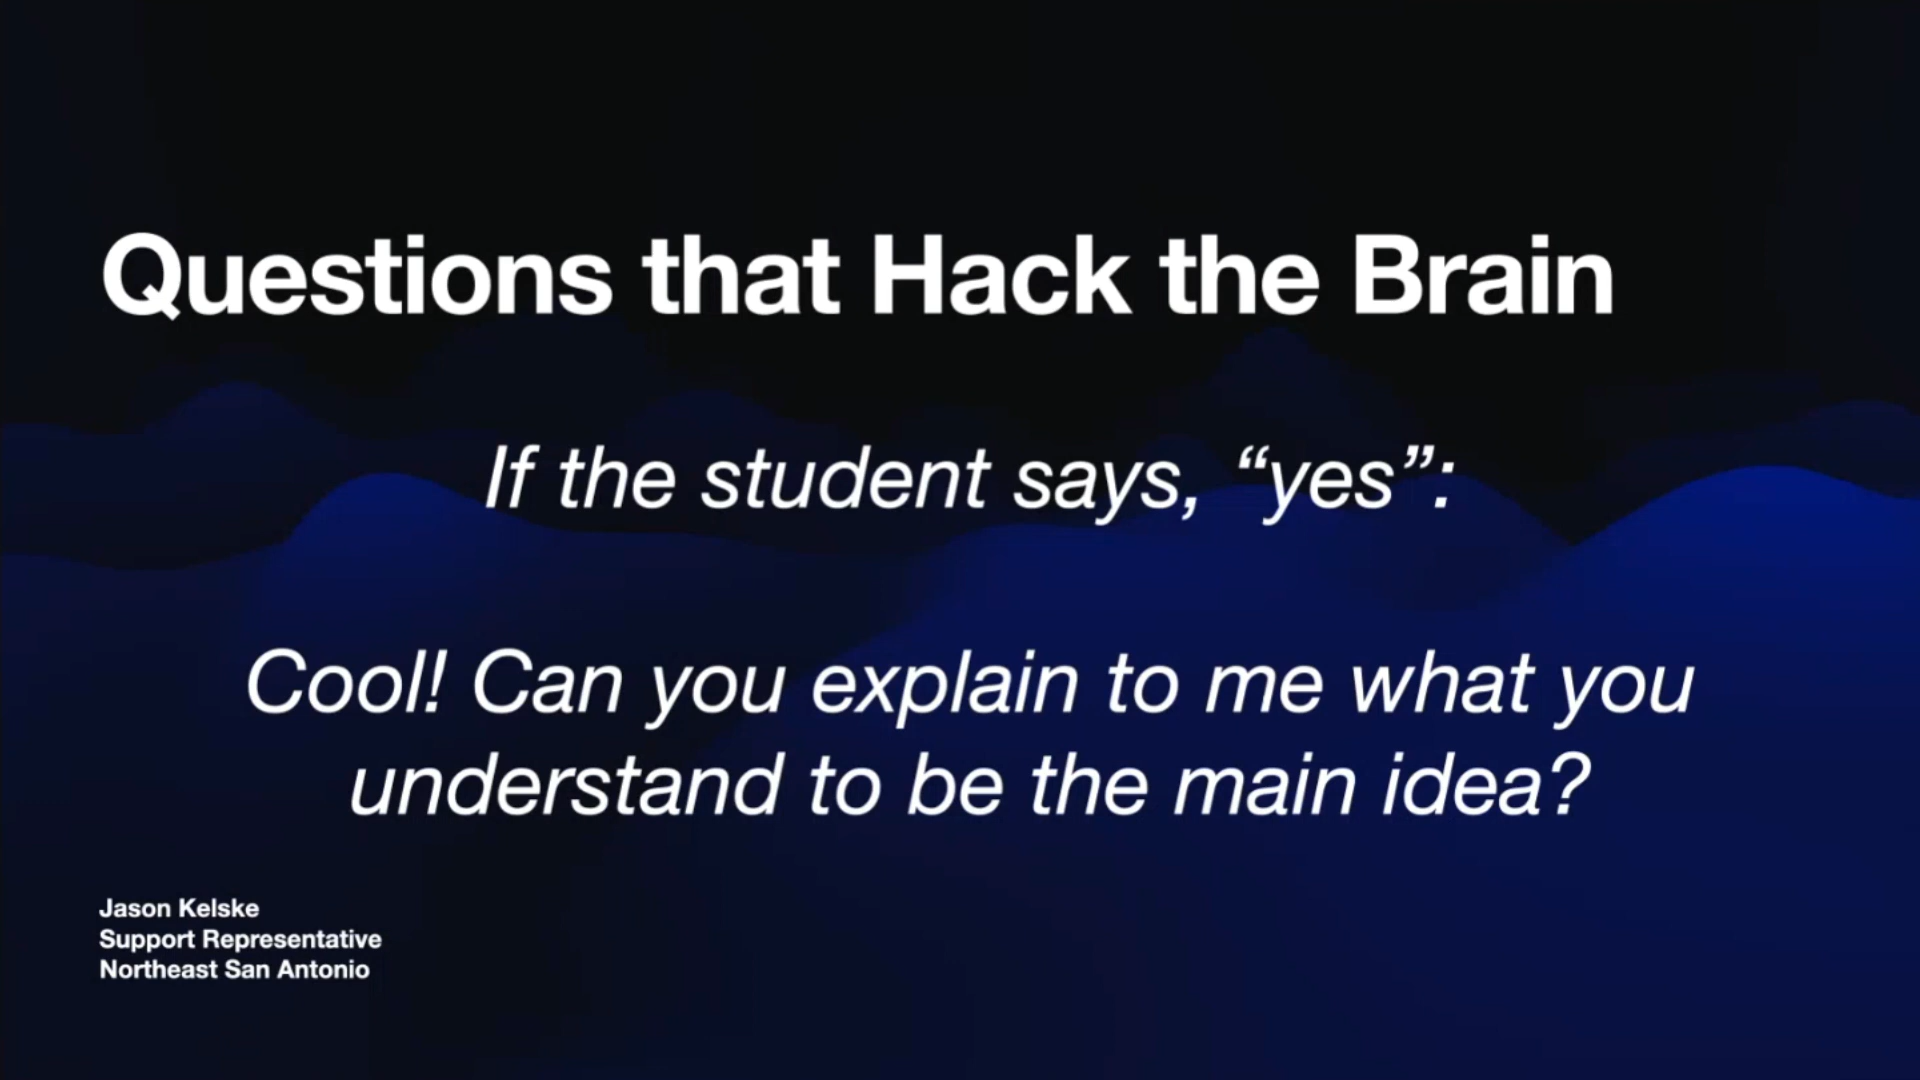 Questions that Hack the Brain
If the student says, “yes”:
Cool! Can you explain to me what you
understand to be the main idea?
Jason Kelske
Support Representative
Northeast San Antonio